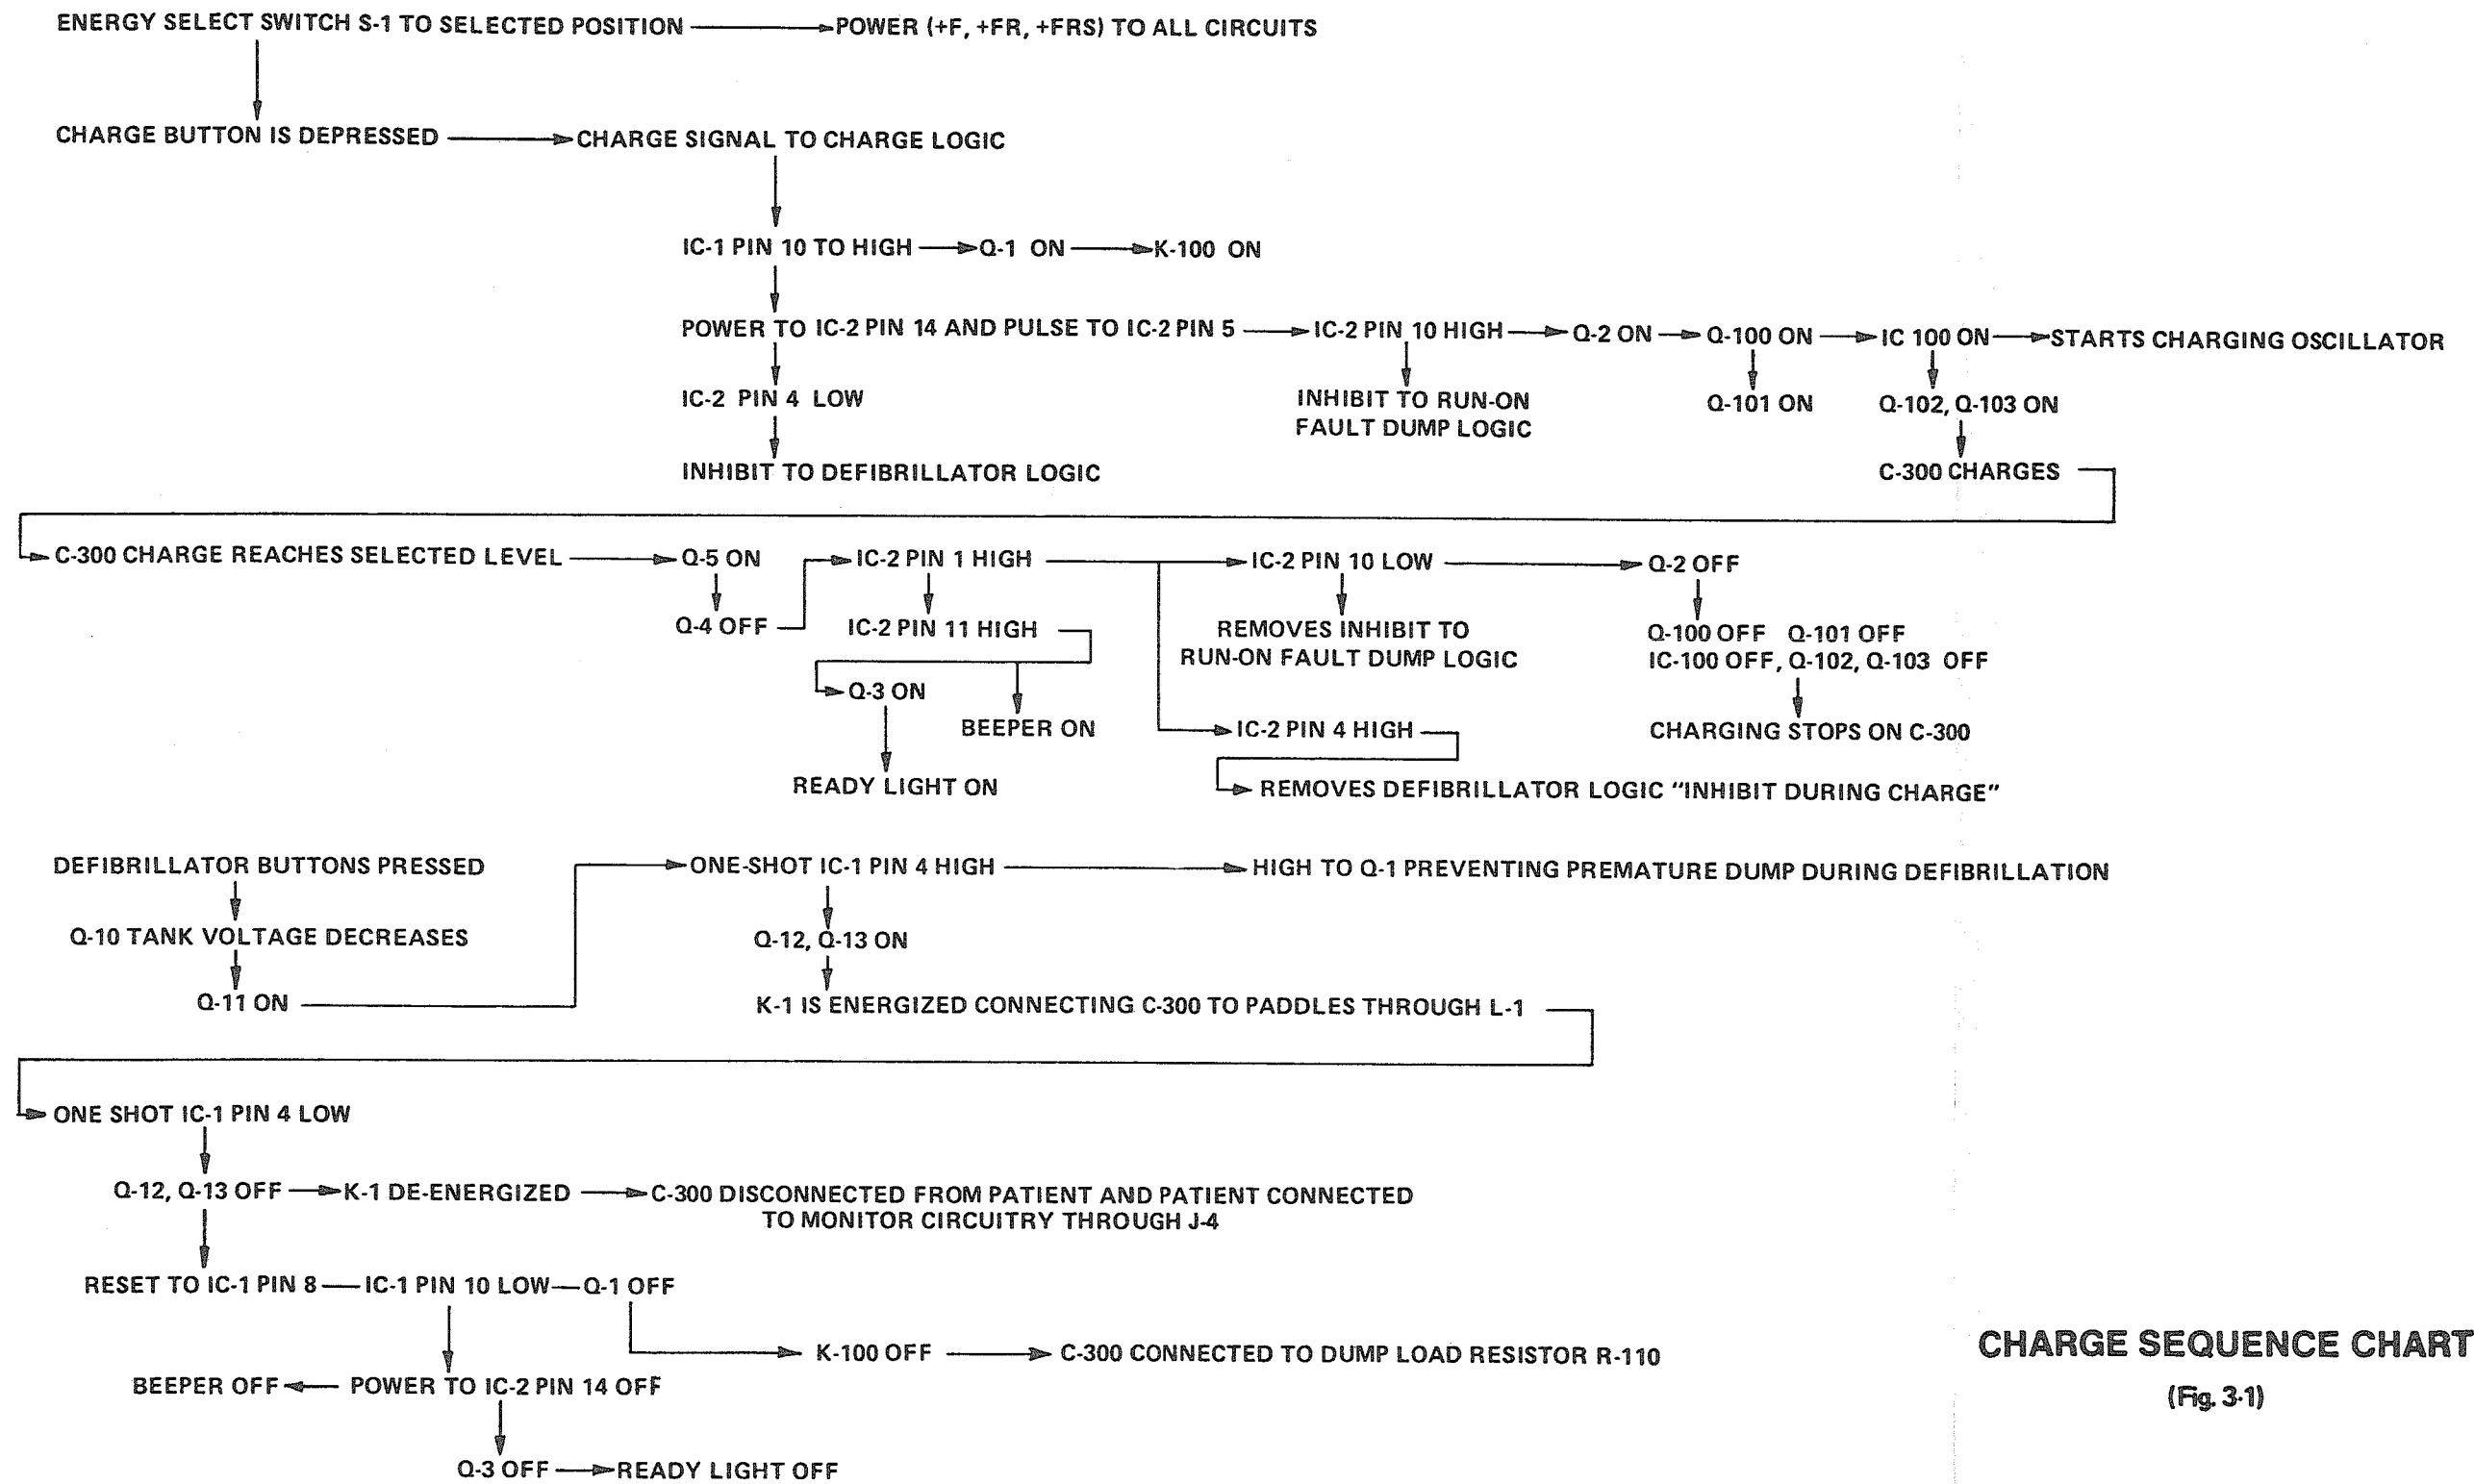 ENERGY SELECT SWITCH S-1 TO SELECTED POSITION POWER (+F, +FR, +FRS) TO ALL CIRCUITS
CHARGE BUTTON IS DEPRESSED CHARGE SIGNAL TO CHARGE LOGIC
IC-1 PIN 10 TO HIGH Q-1 ON K-100 ON
POWER TO IC-2 PIN 14 AND PULSE TO IC-2 PIN 5 IC-2 PIN 10 HIGH Q-2 ON Q-100 ON IC 100 ON STARTS CHARGING OSCILLATOR
IC-2 PIN 4 LOW INHIBIT TO RUN-ON Q-101 ON Q-102, Q-103 ON
FAULT DUMP LOGIC
INHIBIT TO DEFIBRILLATOR LOGIC C-300 CHARGES
C-300 CHARGE REACHES SELECTED LEVEL Q-5 ON IC-2 PIN 1 HIGH IC-2 PIN 10 LOW Q-2 OFF
Q-4 OFF IC-2 PIN 11 HIGH REMOVES INHIBIT TO Q-100 OFF Q-101 OFF
RUN-ON FAULT DUMP LOGIC IC-100 OFF, Q-102, Q-103 OFF
Q-3 ON
BEEPER ON IC-2 PIN 4 HIGH CHARGING STOPS ON C-300
READY LIGHT ON REMOVES DEFIBRILLATOR LOGIC "INHIBIT DURING CHARGE"
DEFIBRILLATOR BUTTONS PRESSED ONE-SHOT IC-1 PIN 4 HIGH HIGH TO Q-1 PREVENTING PREMATURE DUMP DURING DEFIBRILLATION
Q-10 TANK VOLTAGE DECREASES Q-12, Q-13 ON
Q-11 ON K-1 IS ENERGIZED CONNECTING C-300 TO PADDLES THROUGH L-1
ONE SHOT IC-1 PIN 4 LOW
Q-12, Q-13 OFF K-1 DE-ENERGIZED C-300 DISCONNECTED FROM PATIENT AND PATIENT CONNECTED
TO MONITOR CIRCUITRY THROUGH J-4
RESET TO IC-1 PIN 8 IC-1 PIN 10 LOW Q-1 OFF
K-100 OFF C-300 CONNECTED TO DUMP LOAD RESISTOR R-110
BEEPER OFF POWER TO IC-2 PIN 14 OFF
Q-3 OFF READY LIGHT OFF
CHARGE SEQUENCE CHART
(Fig. 3-1)